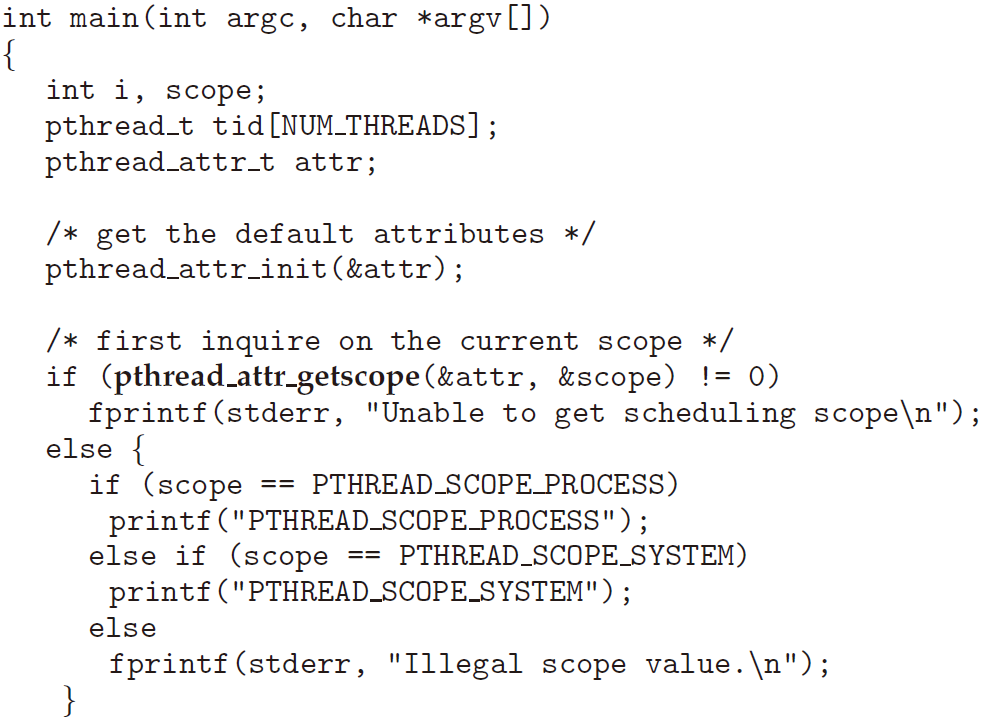 int main(int argc, char *argv[])
{
int i, scope;
pthread_t tid[NUM_THREADS];
pthread_attr_t attr;
/* get the default attributes */
pthread_attr_init(&attr);
/* first inquire on the current scope */
if (pthread_attr_getscope(&attr, &scope) != 0)
fprintf(stderr, "Unable to get scheduling scope\n");
else {
if (scope == PTHREAD_SCOPE_PROCESS)
printf("PTHREAD_SCOPE_PROCESS");
else if (scope == PTHREAD_SCOPE_SYSTEM)
printf("PTHREAD_SCOPE_SYSTEM");
else
fprintf(stderr, "Illegal scope value.\n");
}